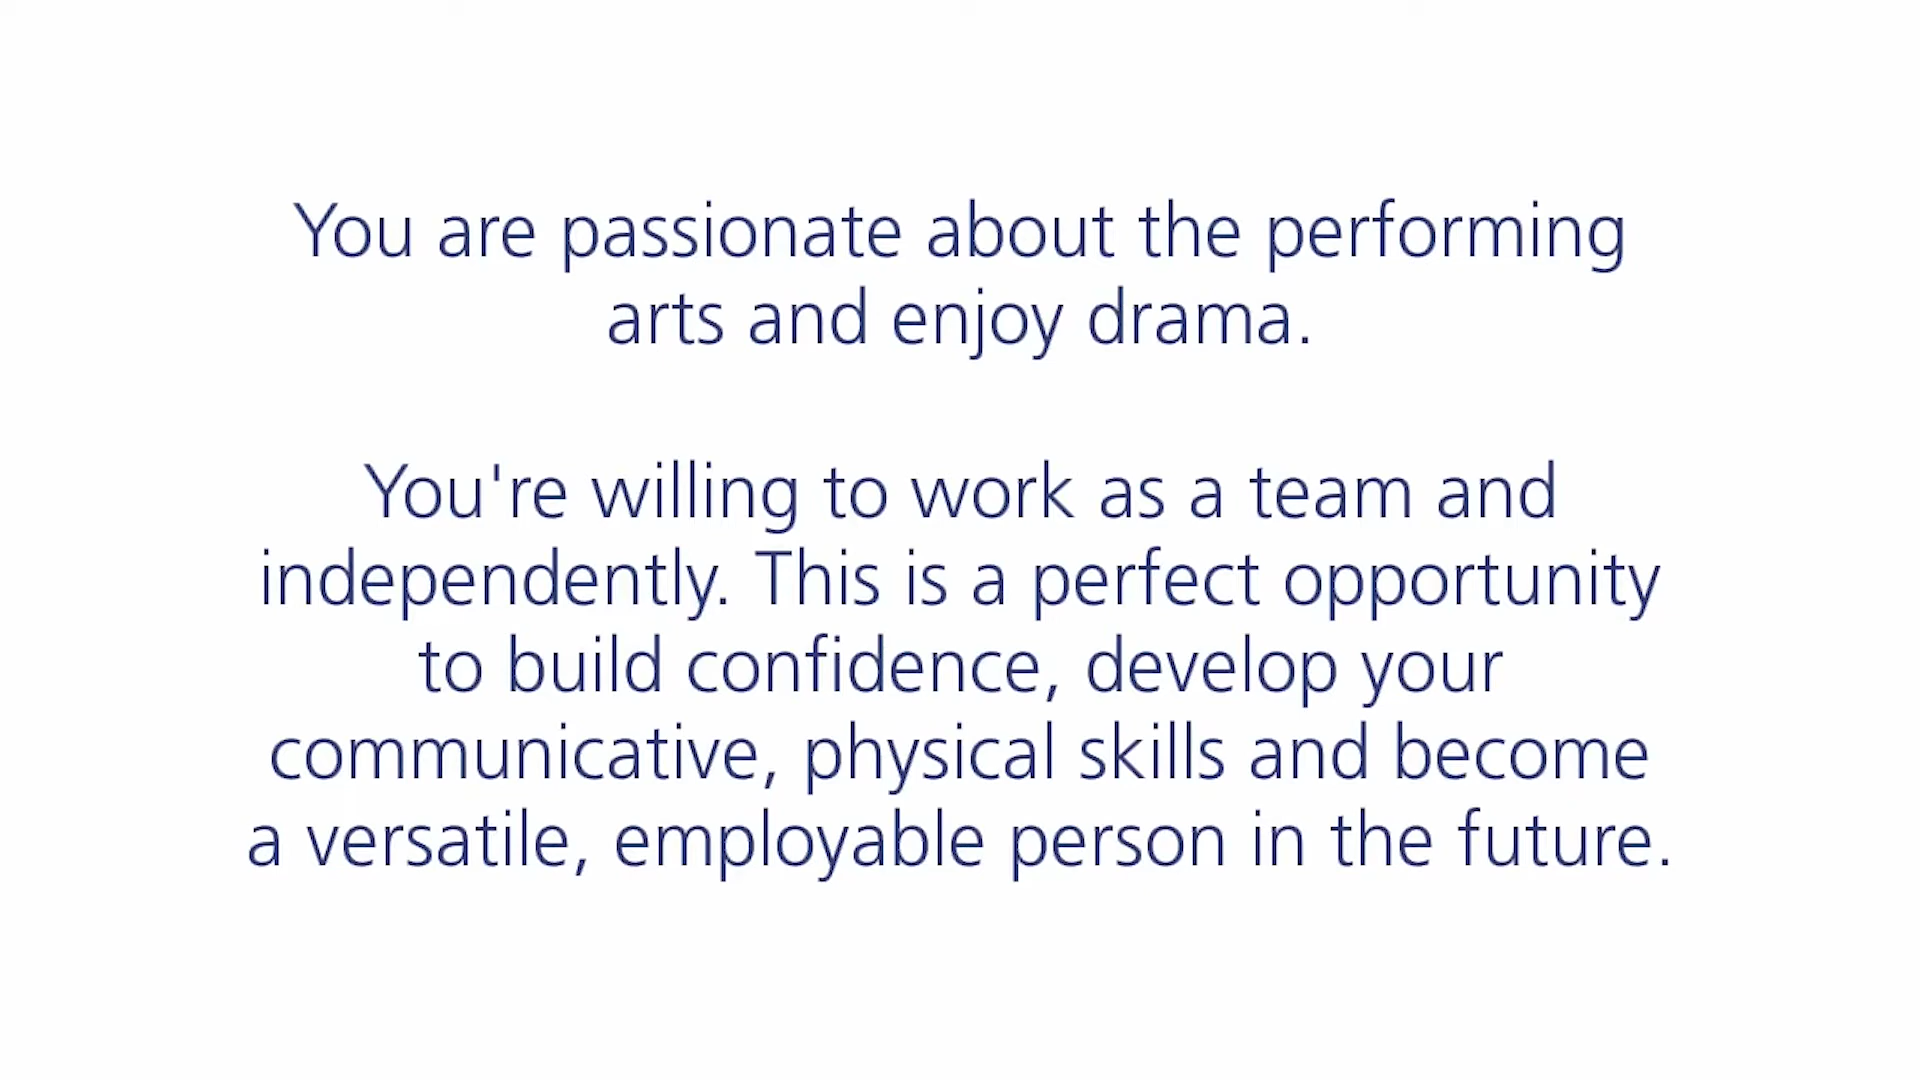 You are passionate about the performing
arts and enjoy drama.
You're willing to work as a team and
independently. This is a perfect opportunity
to build confidence, develop your
communicative, physical skills and become
a versatile, employable person in the future.